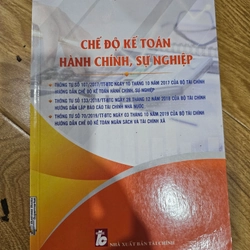 CHẾ ĐỘ KẾ TOÁN
HÀNH CHÍNH, SỰ NGHIỆP
THÔNG TƯ SỐ 107/2017/TT-BTC NGÀY 10 THÁNG 10 NĂM 2017 CỦA BỘ TÀI CHÍNH
HƯỚNG DẪN CHẾ ĐỘ KẾ TOÁN HÀNH CHÍNH, SỰ NGHIỆP
THÔNG TƯ SỐ 133/2018/TT-BTC NGÀY 28 THÁNG 12 NĂM 2018 CỦA BỘ TÀI CHÍNH
HƯỚNG DẪN LẬP BÁO CÁO TÀI CHÍNH NHÀ NƯỚC
THÔNG TƯ SỐ 70/2019/TT-BTC NGÀY 03 THÁNG 10 NĂM 2019 CỦA BỘ TÀI CHÍNH
HƯỚNG DẪN CHẾ ĐỘ KẾ TOÁN NGÂN SÁCH VÀ TÀI CHÍNH XÃ
NHÀ XUẤT BẢN TÀI CHÍNH